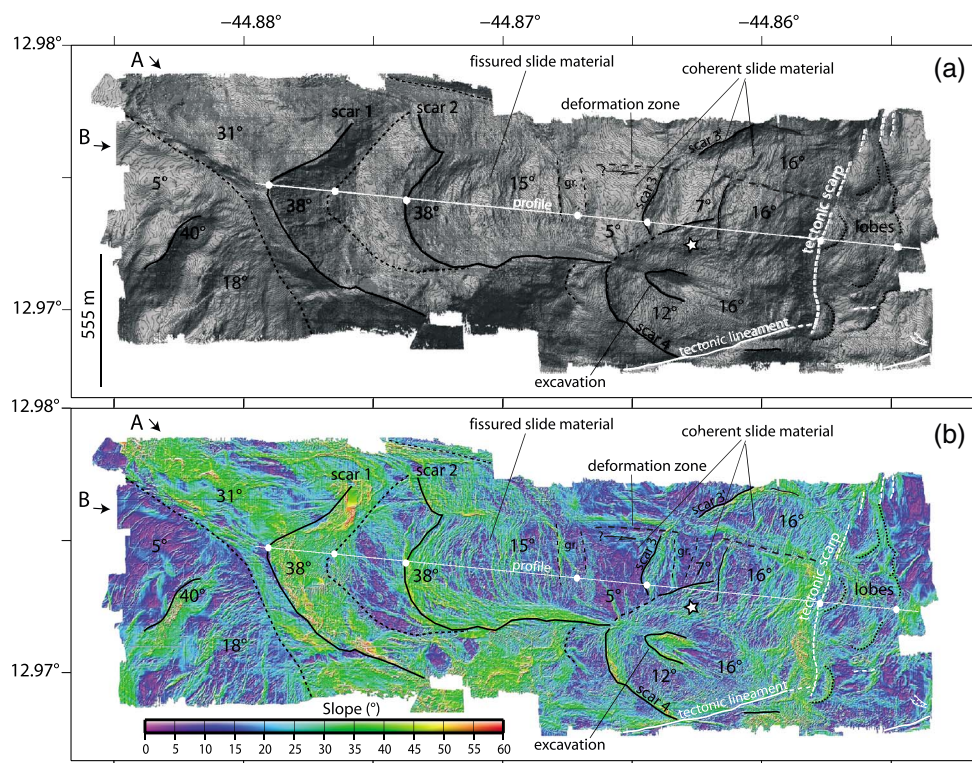 −44.88° −44.87° −44.86°
12.98°
(a)
A
fissured slide material
coherent slide material
scar 1
scar 2
deformation zone
31°
scar 3
16°
B
5°
15°
gr.
?
scar 3
tectonic scarp
38°
38°
profile
7°
16°
lobes
40°
5°
18°
12.97°
555 m
12°
16°
scar 4
tectonic lineament
excavation
12.98°
(b)
A
fissured slide material
coherent slide material
scar 1
scar 2
deformation zone
31°
scar 3
16°
B
5°
15°
gr.
?
scar 3
gr.
tectonic scarp
38°
38°
profile
7°
16°
lobes
40°
5°
18°
12.97°
12°
16°
scar 4
tectonic lineament
Slope (°)
0 5 10 15 20 25 30 35 40 45 50 60
excavation